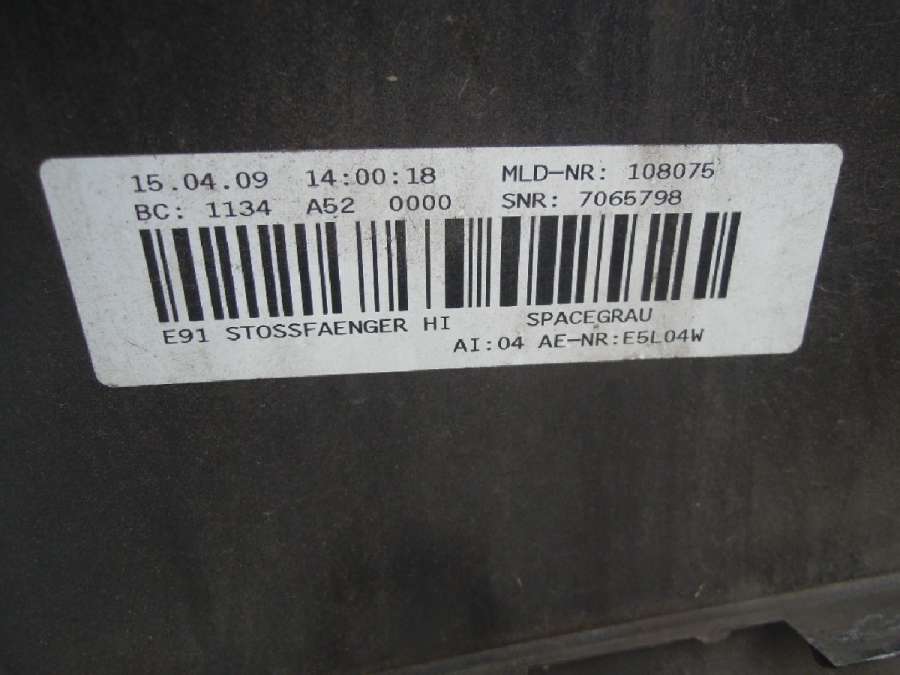 15.04.09 14:00:18 MLD-NR: 108075
BC: 1134 A52 0000 SNR: 7065798
E91 STOSSFAENGER HI SPACEGRAU
AI:04 AE-NR:E5L04W